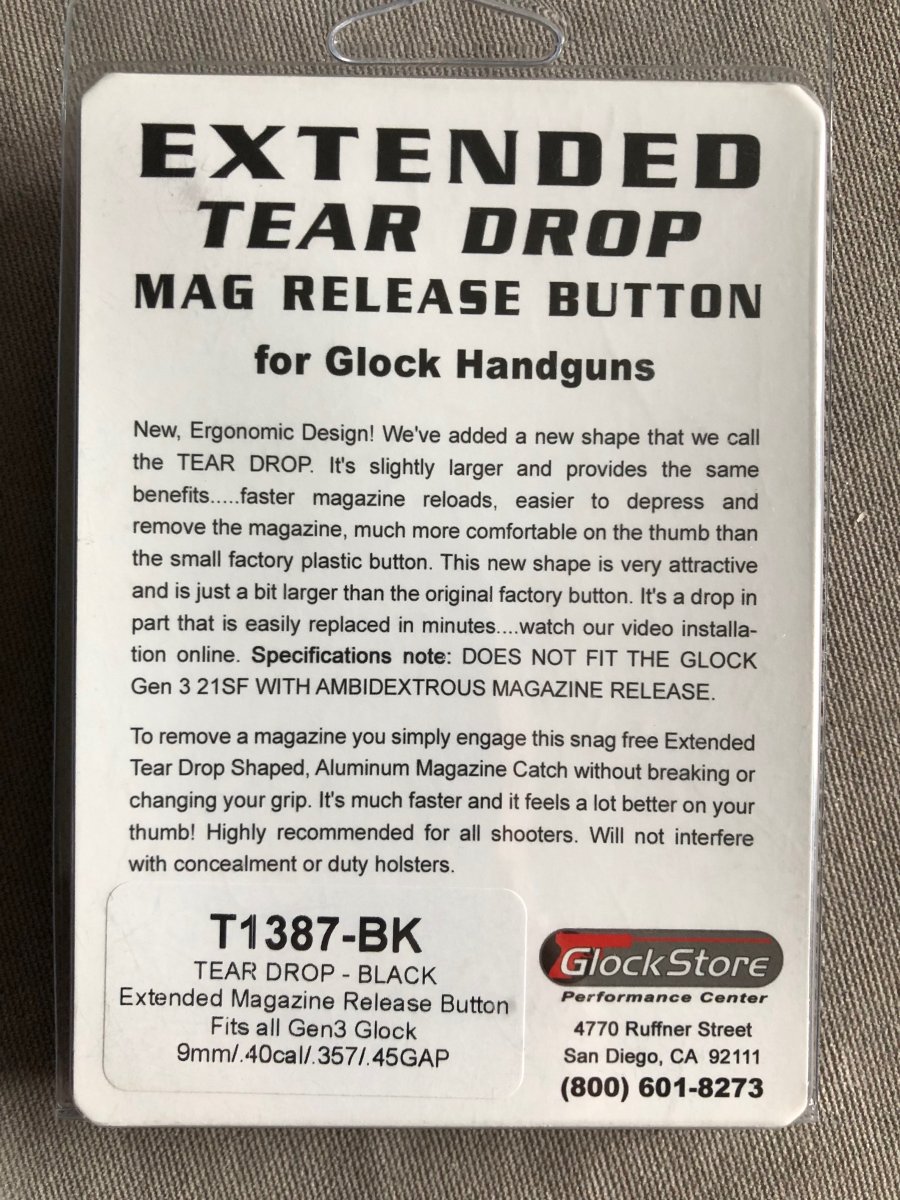 EXTENDED
TEAR DROP
MAG RELEASE BUTTON
for Glock Handguns
New, Ergonomic Design! We've added a new shape that we call
the TEAR DROP. It's slightly larger and provides the same
benefits.....faster magazine reloads, easier to depress and
remove the magazine, much more comfortable on the thumb than
the small factory plastic button. This new shape is very attractive
and is just a bit larger than the original factory button. It's a drop in
part that is easily replaced in minutes....watch our video installa-
tion online. Specifications note: DOES NOT FIT THE GLOCK
Gen 3 21SF WITH AMBIDEXTROUS MAGAZINE RELEASE.
To remove a magazine you simply engage this snag free Extended
Tear Drop Shaped, Aluminum Magazine Catch without breaking or
changing your grip. It's much faster and it feels a lot better on your
thumb! Highly recommended for all shooters. Will not interfere
with concealment or duty holsters.
T1387-BK
TEAR DROP - BLACK
Extended Magazine Release Button
Fits all Gen3 Glock
9mm/.40cal/.357/.45GAP
GlockStore
Performance Center
4770 Ruffner Street
San Diego, CA 92111
(800) 601-8273